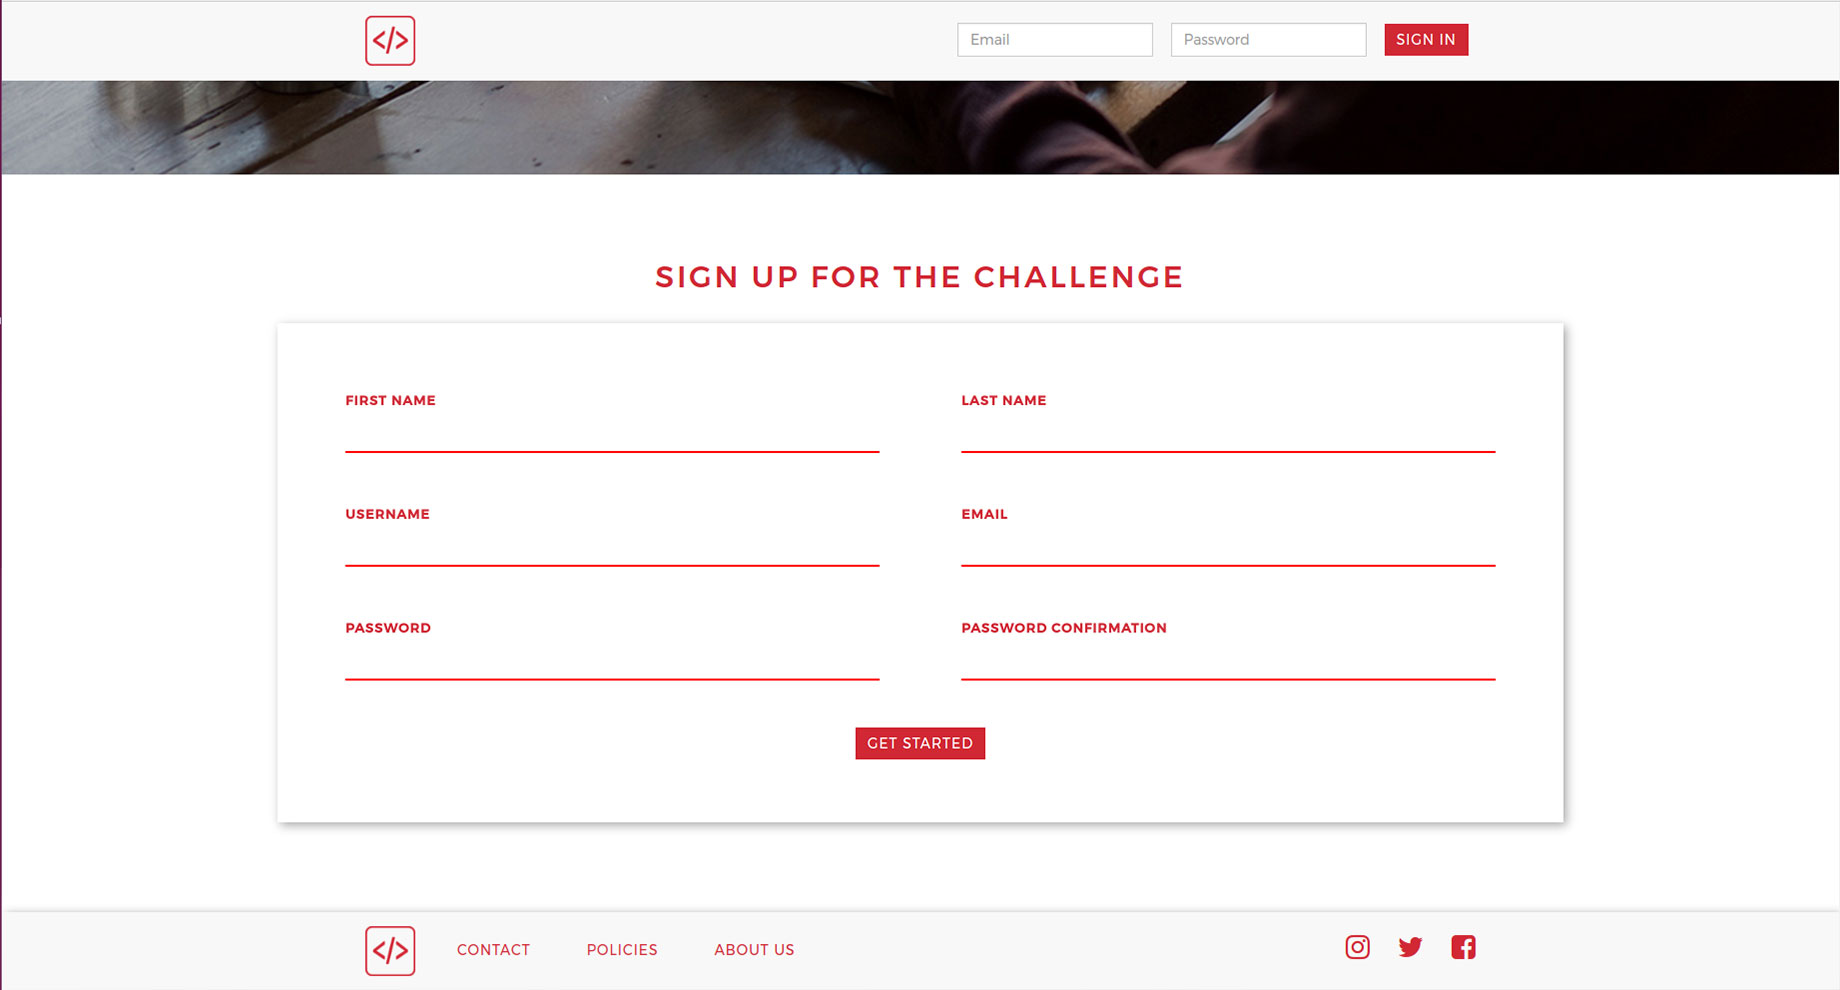 </>
Email Password SIGN IN
SIGN UP FOR THE CHALLENGE
FIRST NAME LAST NAME
USERNAME EMAIL
PASSWORD PASSWORD CONFIRMATION
GET STARTED
</> CONTACT POLICIES ABOUT US